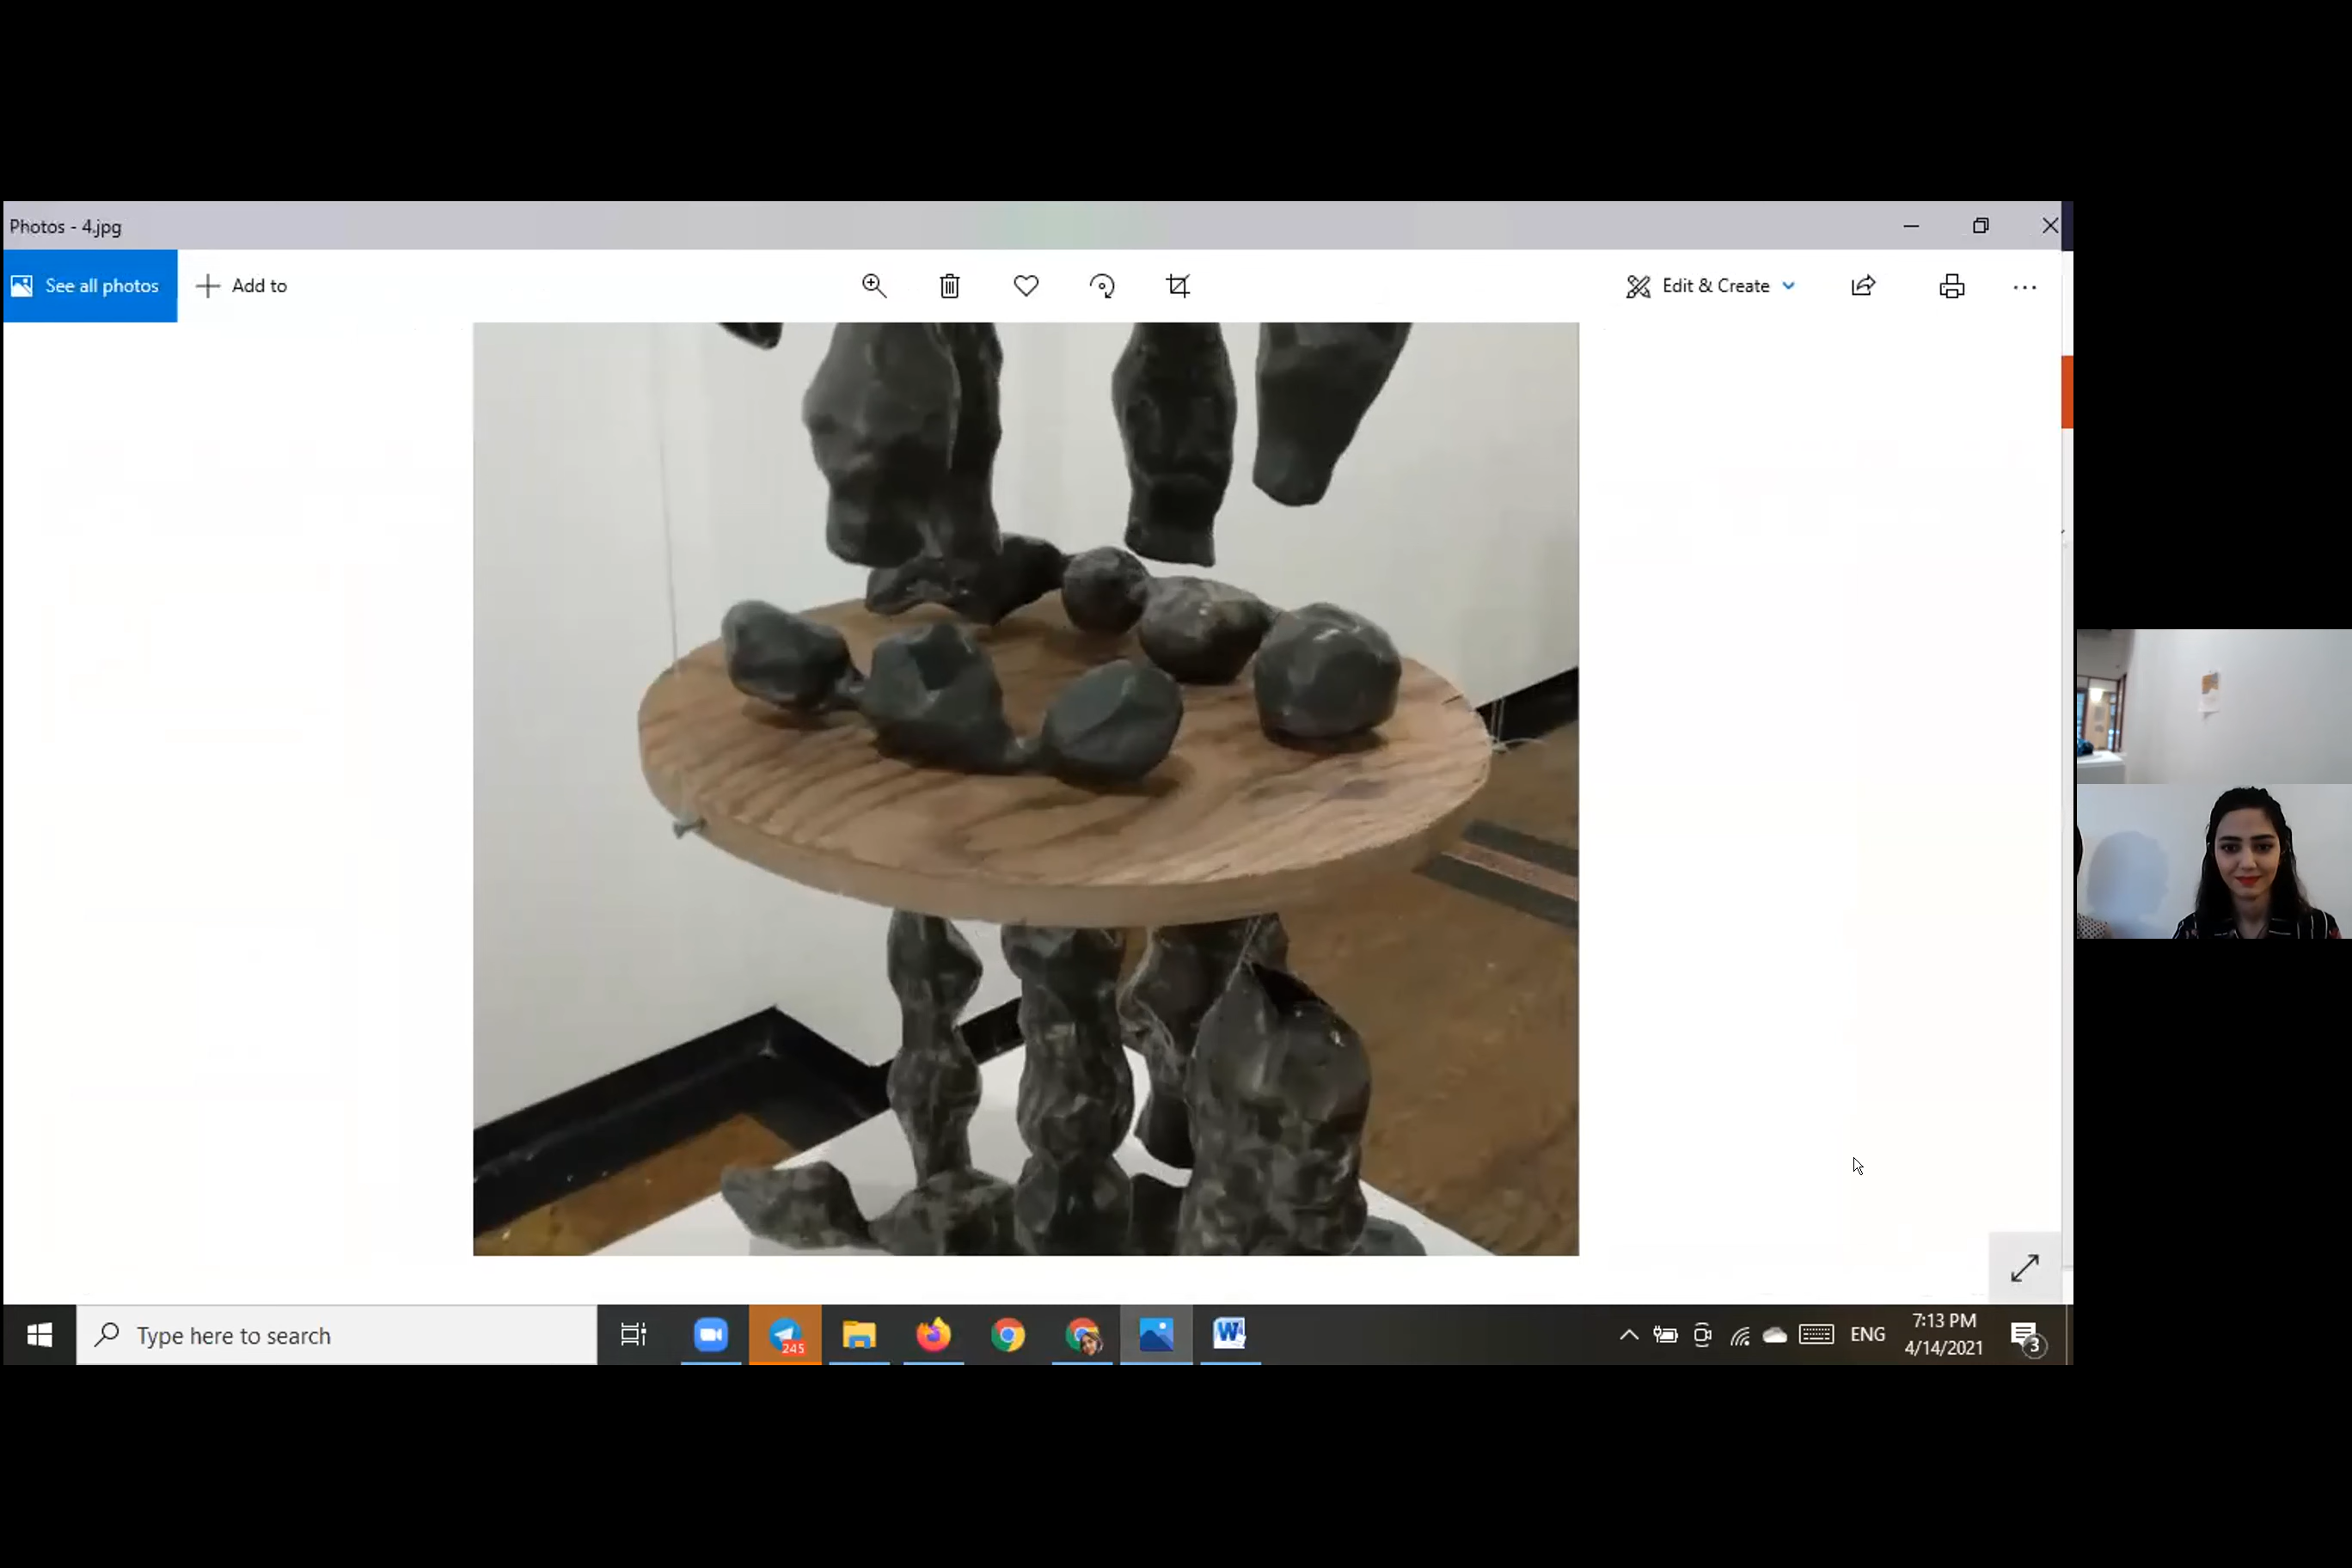 Photos - 4.jpg
See all photos
Add to
Edit & Create
Type here to search
245
W
ENG
7:13 PM
4/14/2021
3